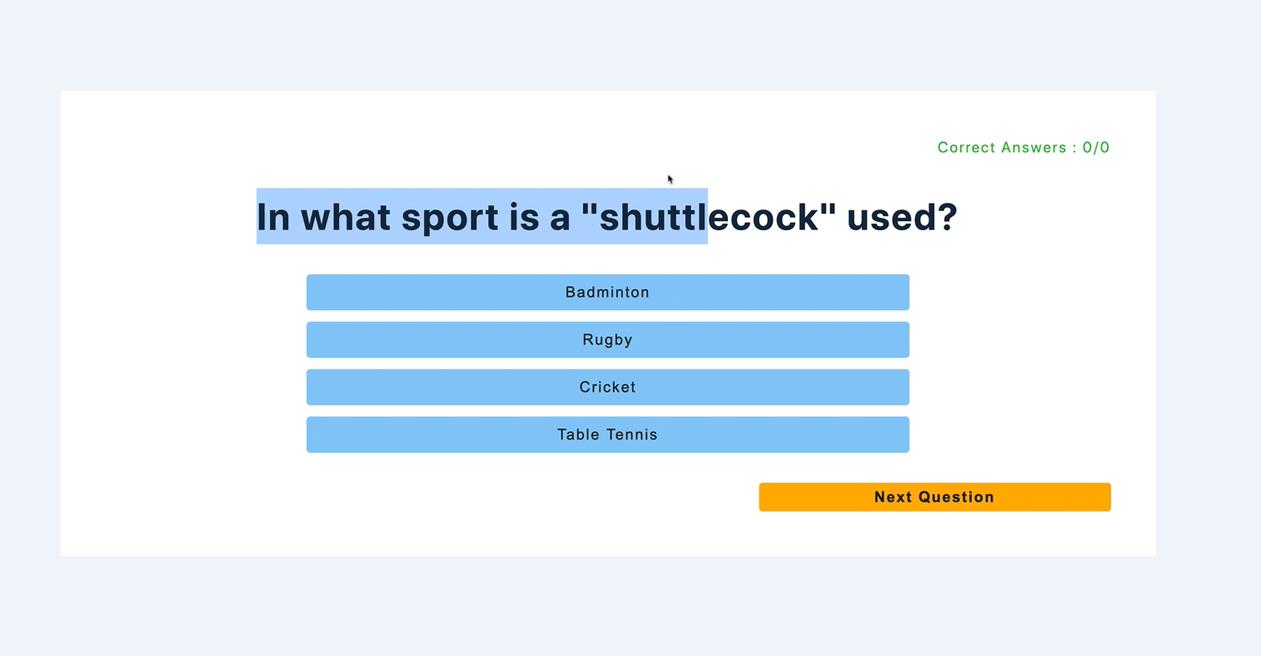 Correct Answers : 0/0
In what sport is a "shuttlecock" used?
Badminton
Rugby
Cricket
Table Tennis
Next Question